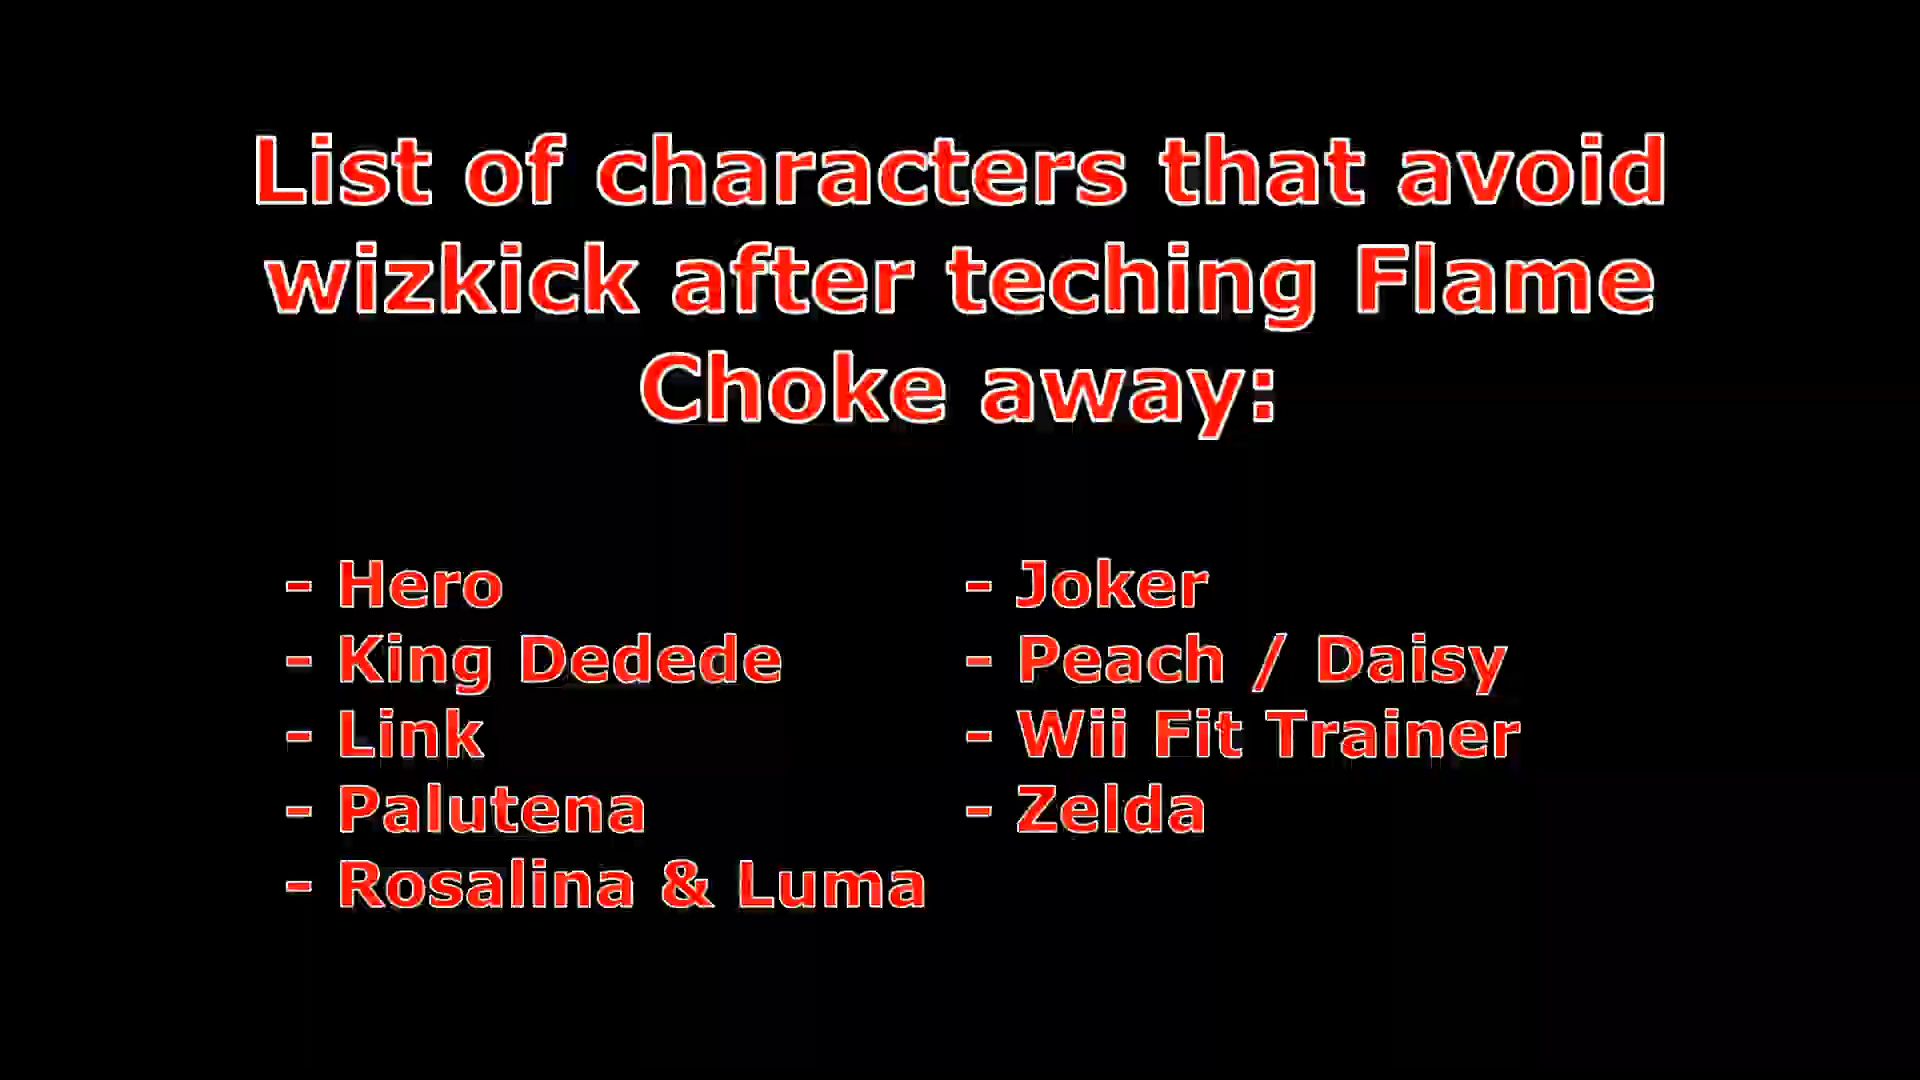 List of characters that avoid
wizkick after teching Flame
Choke away:
- Hero
- King Dedede
- Link
- Palutena
- Rosalina & Luma
- Joker
- Peach / Daisy
- Wii Fit Trainer
- Zelda